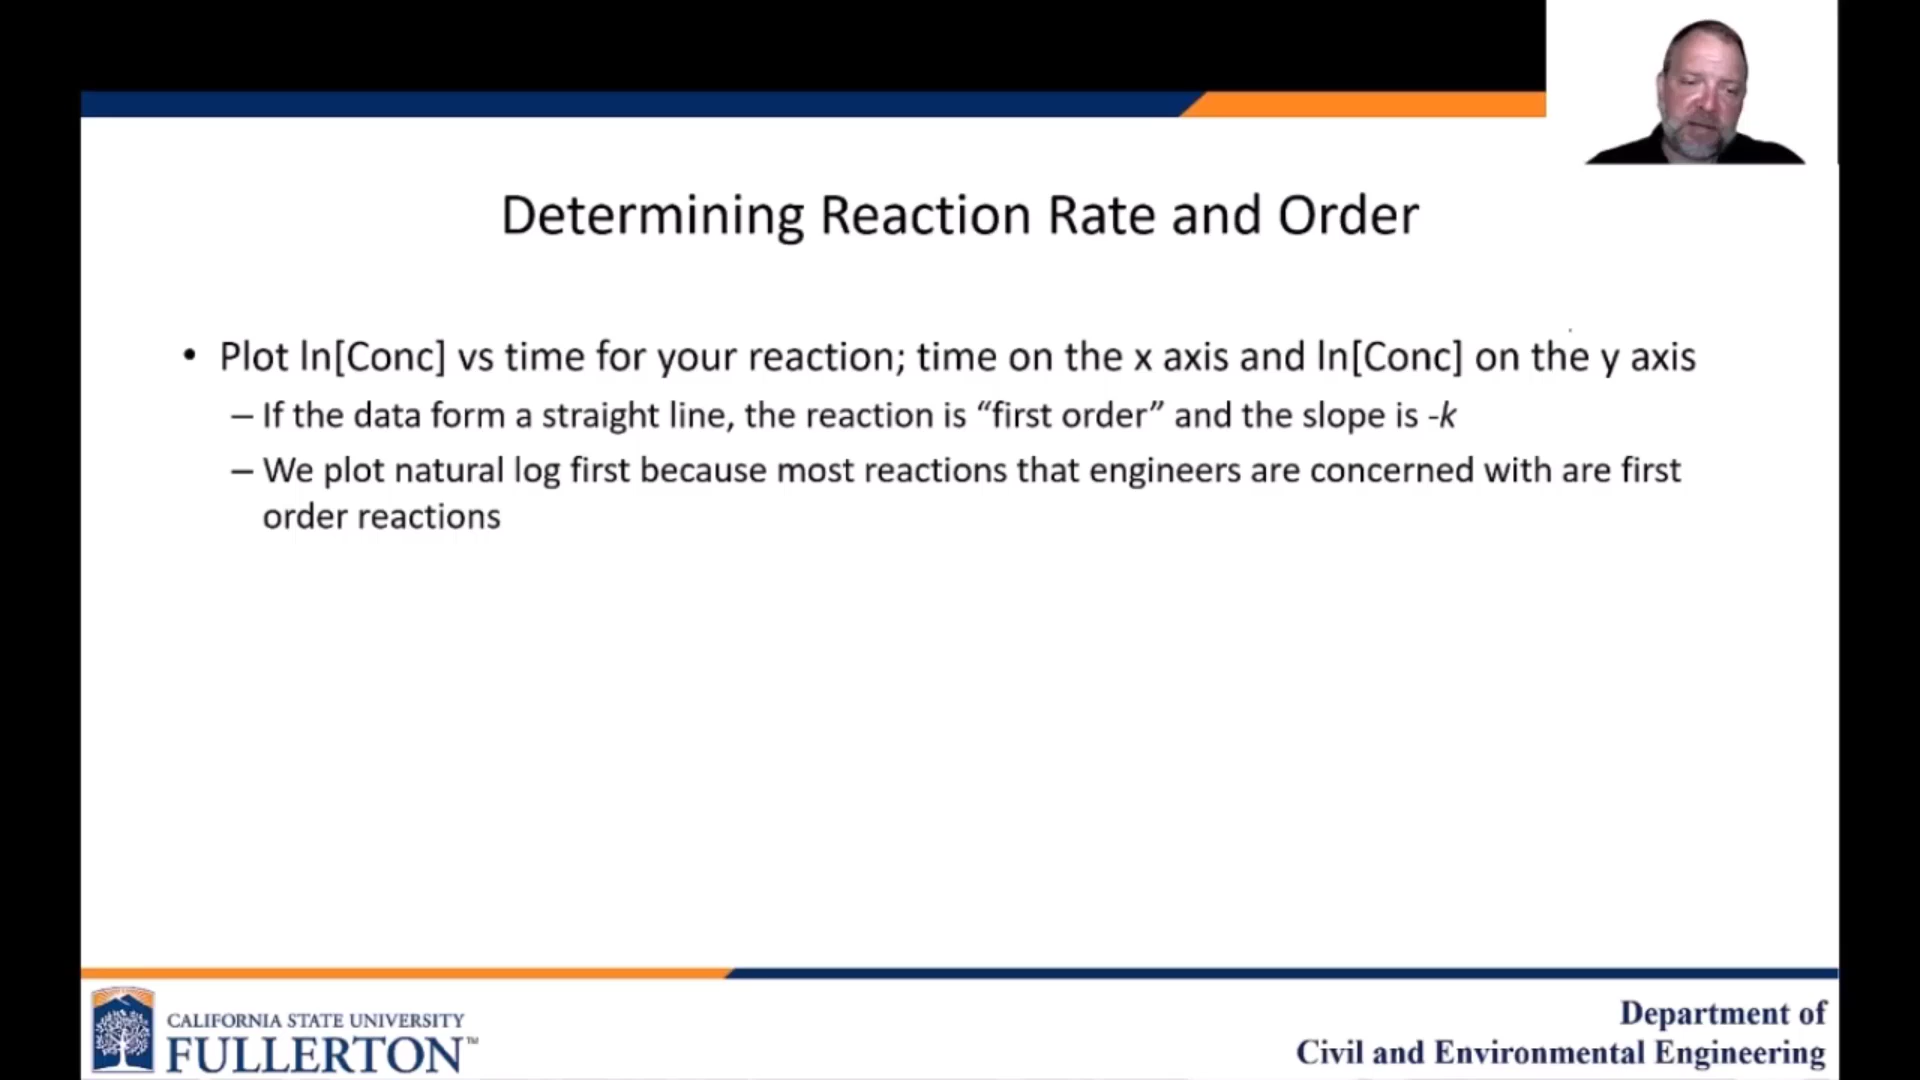 Determining Reaction Rate and Order
• Plot ln[Conc] vs time for your reaction; time on the x axis and ln[Conc] on the y axis
– If the data form a straight line, the reaction is “first order” and the slope is -k
– We plot natural log first because most reactions that engineers are concerned with are first
order reactions
CALIFORNIA STATE UNIVERSITY
FULLERTON™
Department of
Civil and Environmental Engineering